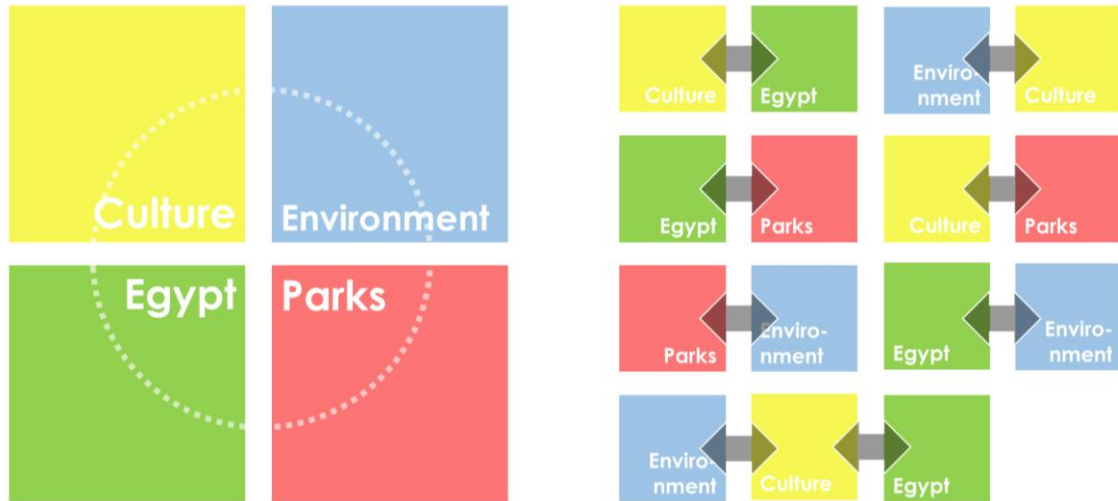 Culture
Environment
Egypt
Parks
Culture
Egypt
Enviro-
nment
Culture
Egypt
Parks
Culture
Parks
Parks
Enviro-
nment
Egypt
Enviro-
nment
Enviro-
nment
Culture
Egypt